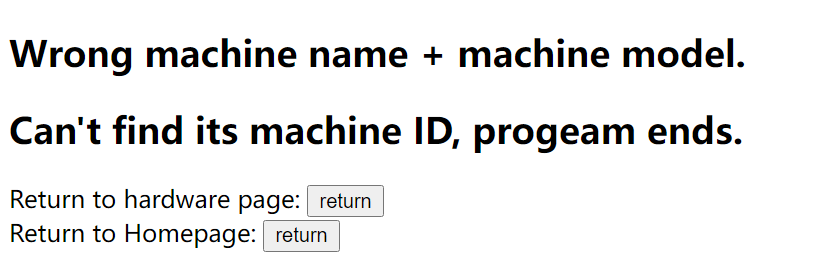 Wrong machine name + machine model.
Can't find its machine ID, progeam ends.
Return to hardware page: return
Return to Homepage: return